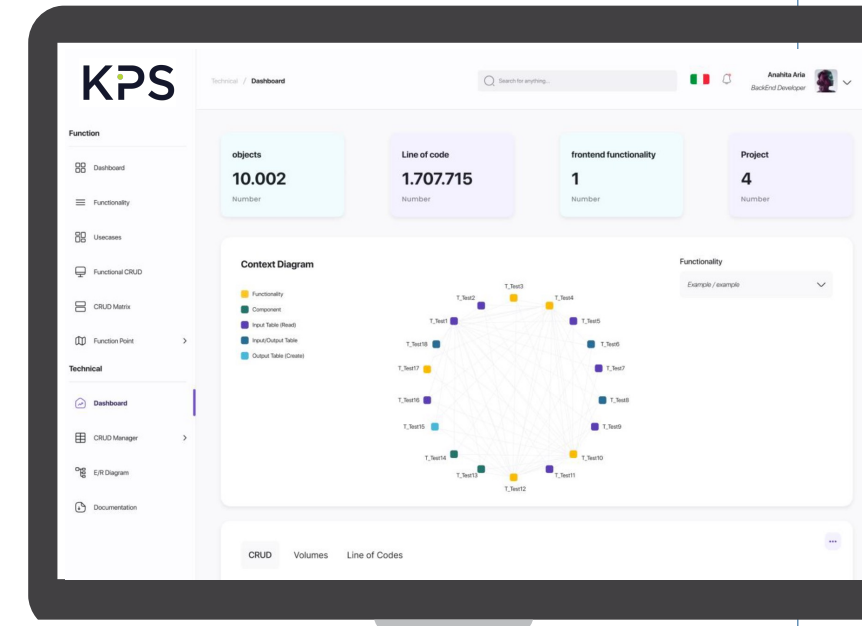 KPS
Technical / Dashboard
Search for anything...
Anahita Aria
BackEnd Developer
Function
Dashboard
Functionality
Usecases
Functional CRUD
CRUD Matrix
Function Point
Technical
Dashboard
CRUD Manager
E/R Diagram
Documentation
objects
10.002
Number
Line of code
1.707.715
Number
frontend functionality
1
Number
Project
4
Number
Context Diagram
Functionality
Component
Input Table (Read)
Input/Output Table
Output Table (Create)
T_Test3
T_Test2
T_Test4
T_Test1
T_Test5
T_Test18
T_Test6
T_Test17
T_Test7
T_Test16
T_Test8
T_Test15
T_Test9
T_Test14
T_Test10
T_Test13
T_Test11
T_Test12
Functionality
Example / example
CRUD Volumes Line of Codes